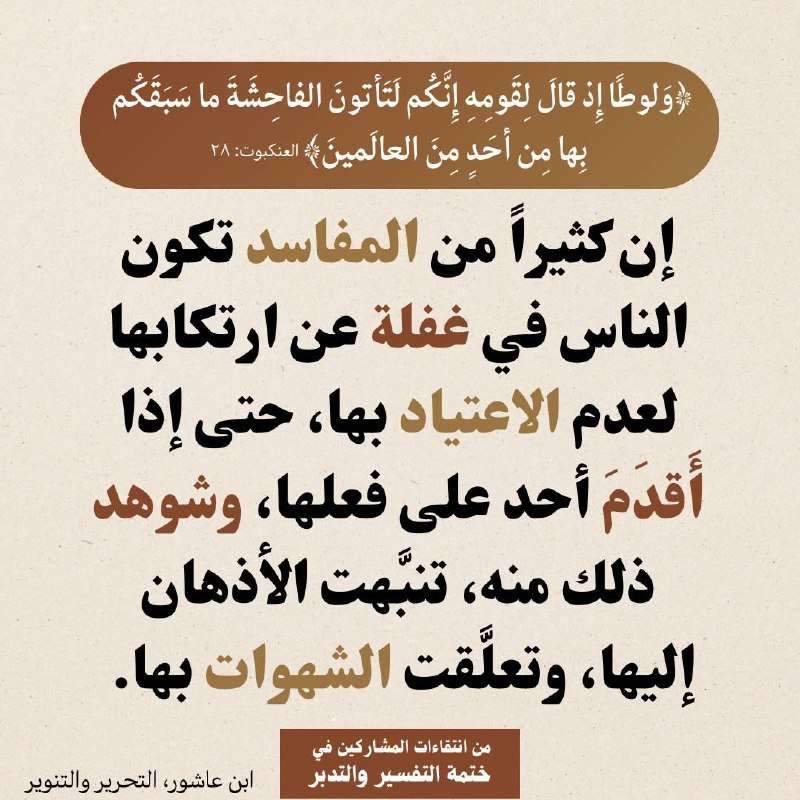 ﴿وَلوطًا إِذ قالَ لِقَومِهِ إِنَّكُم لَتَأتونَ الفاحِشَةَ ما سَبَقَكُم
بِها مِن أَحَدٍ مِنَ العالَمينَ﴾ العنكبوت: ٢٨
إن كثيراً من المفاسد تكون
الناس في غفلة عن ارتكابها
لعدم الاعتياد بها، حتى إذا
أَقدَمَ أحد على فعلها، وشوهد
ذلك منه، تنبَّهت الأذهان
إليها، وتعلَّقت الشهوات بها.
من انتقاءات المشاركين في
ختمة التفسير والتدبر
ابن عاشور، التحرير والتنوير